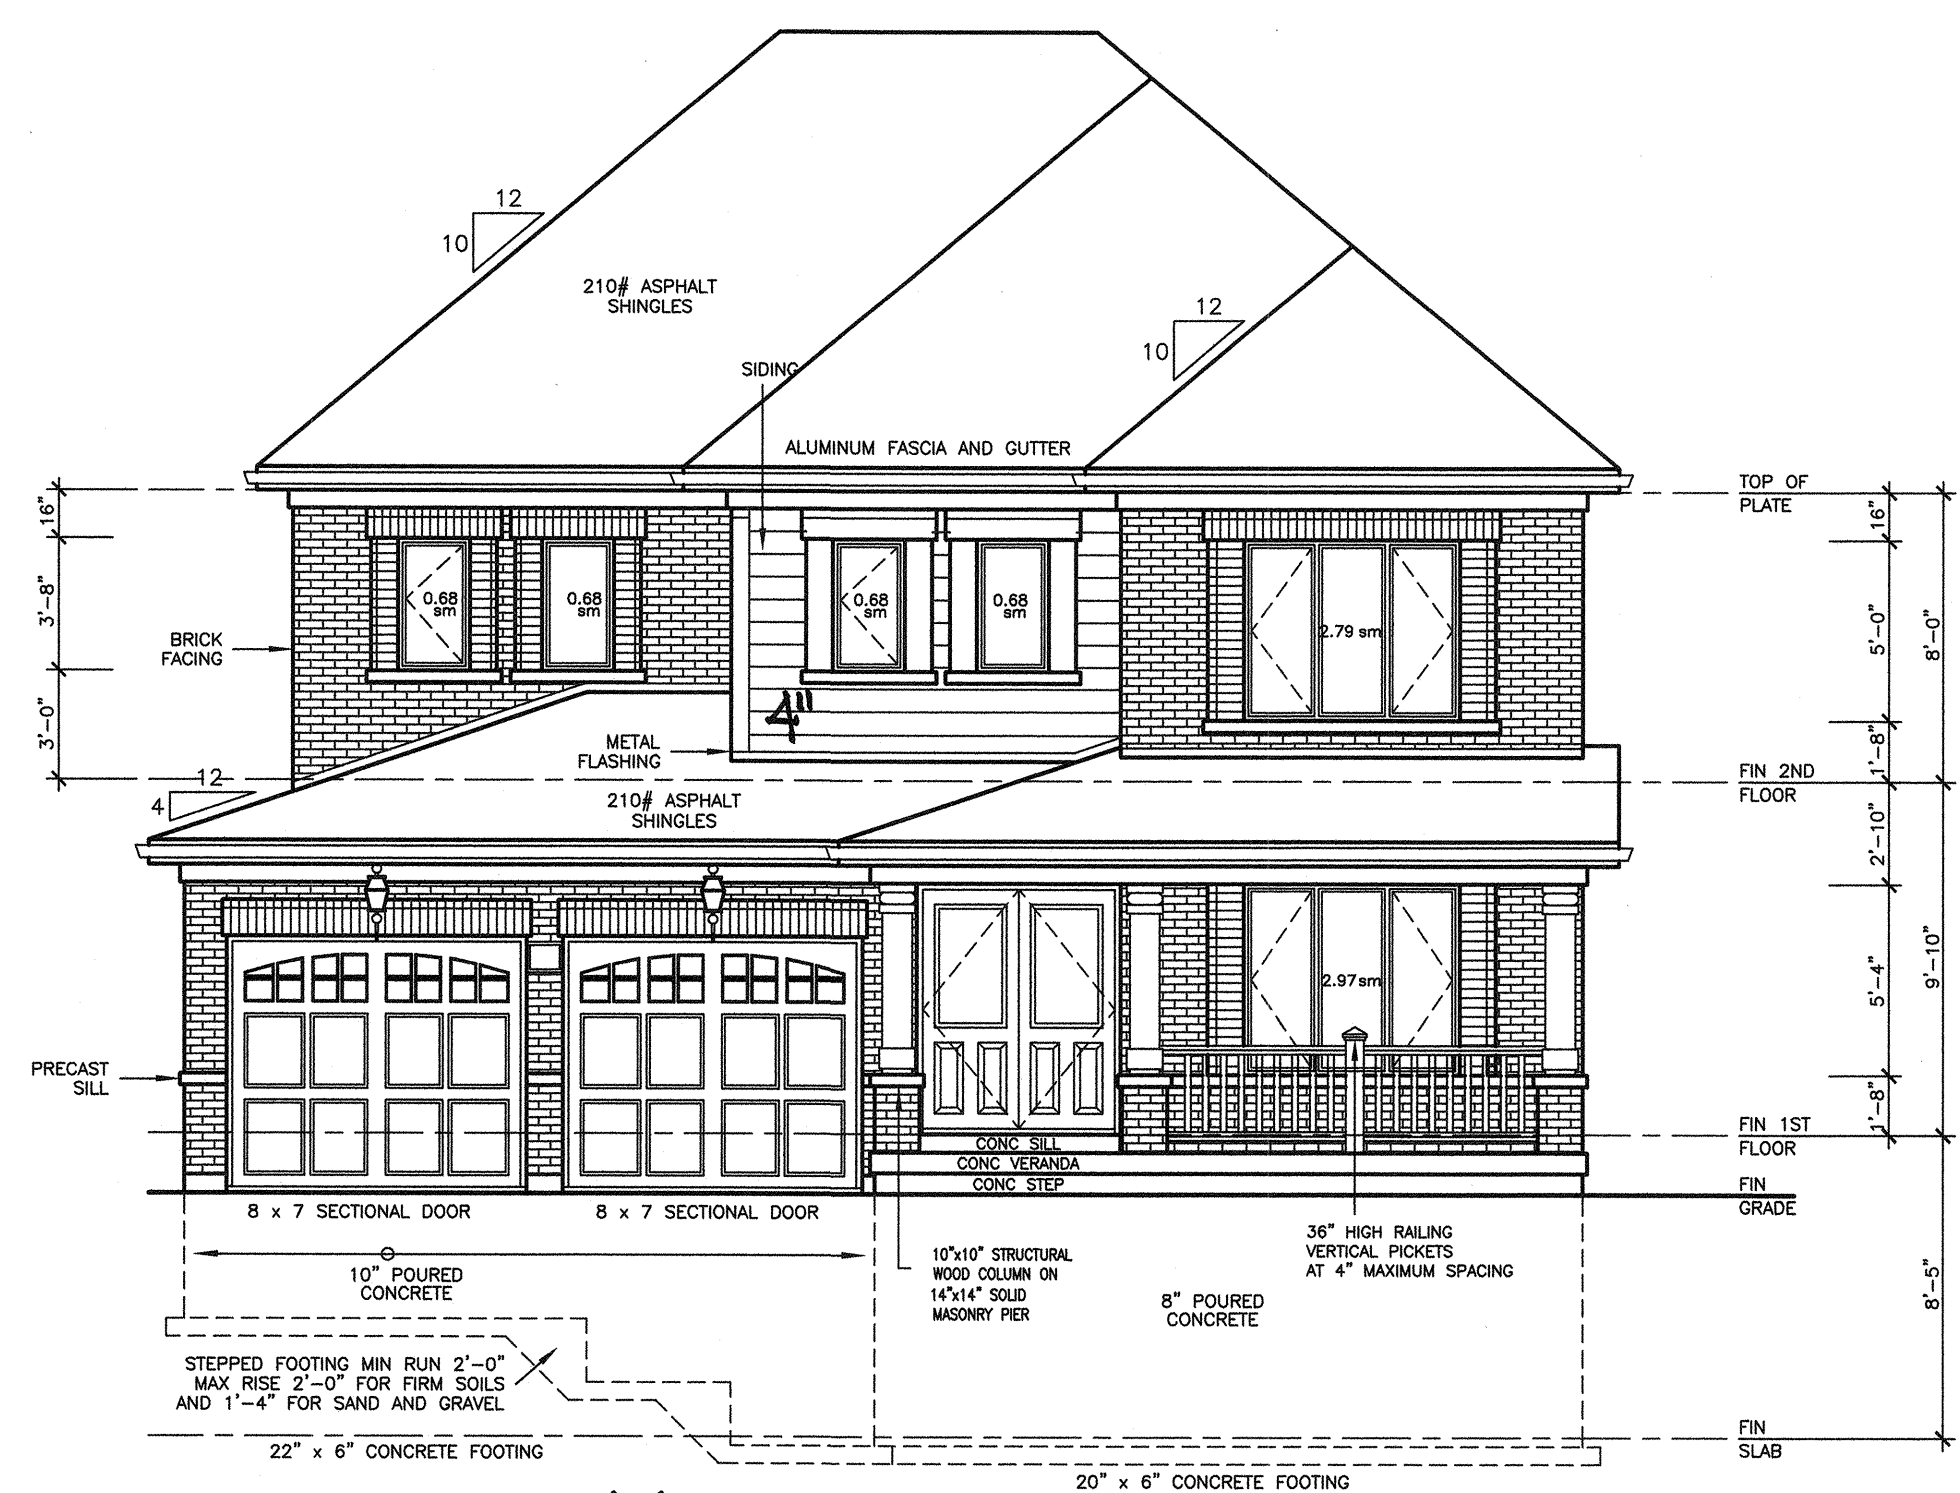 12
10
210# ASPHALT
SHINGLES
12
10
SIDING
ALUMINUM FASCIA AND GUTTER
TOP OF
PLATE
16"
16"
3'-8"
0.68
sm
0.68
sm
0.68
sm
0.68
sm
2.79 sm
5'-0"
8'-0"
BRICK
FACING
3'-0"
4"
METAL
FLASHING
1'-8"
12
4
210# ASPHALT
SHINGLES
FIN 2ND
FLOOR
2'-10"
9'-10"
2.97sm
5'-4"
PRECAST
SILL
1'-8"
CONC SILL
CONC VERANDA
CONC STEP
FIN 1ST
FLOOR
FIN
GRADE
8 x 7 SECTIONAL DOOR
8 x 7 SECTIONAL DOOR
10" POURED
CONCRETE
10"x10" STRUCTURAL
WOOD COLUMN ON
14"x14" SOLID
MASONRY PIER
36" HIGH RAILING
VERTICAL PICKETS
AT 4" MAXIMUM SPACING
8" POURED
CONCRETE
8'-5"
STEPPED FOOTING MIN RUN 2'-0"
MAX RISE 2'-0" FOR FIRM SOILS
AND 1'-4" FOR SAND AND GRAVEL
FIN
SLAB
22" x 6" CONCRETE FOOTING
20" x 6" CONCRETE FOOTING